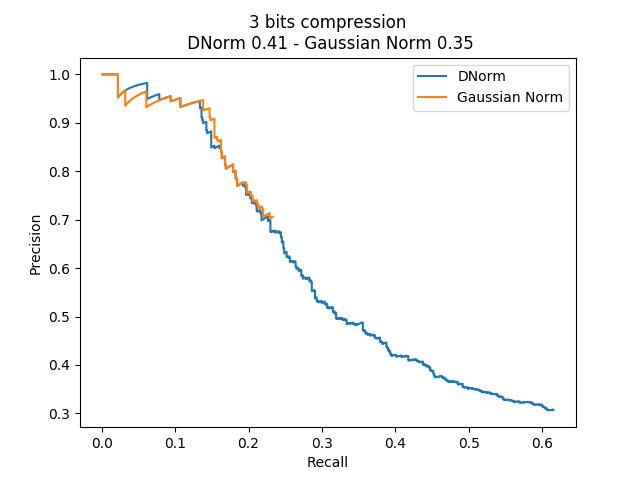 3 bits compression
DNorm 0.41 - Gaussian Norm 0.35
DNorm
Gaussian Norm
1.0
0.9
0.8
0.7
0.6
0.5
0.4
0.3
Precision
0.0 0.1 0.2 0.3 0.4 0.5 0.6
Recall